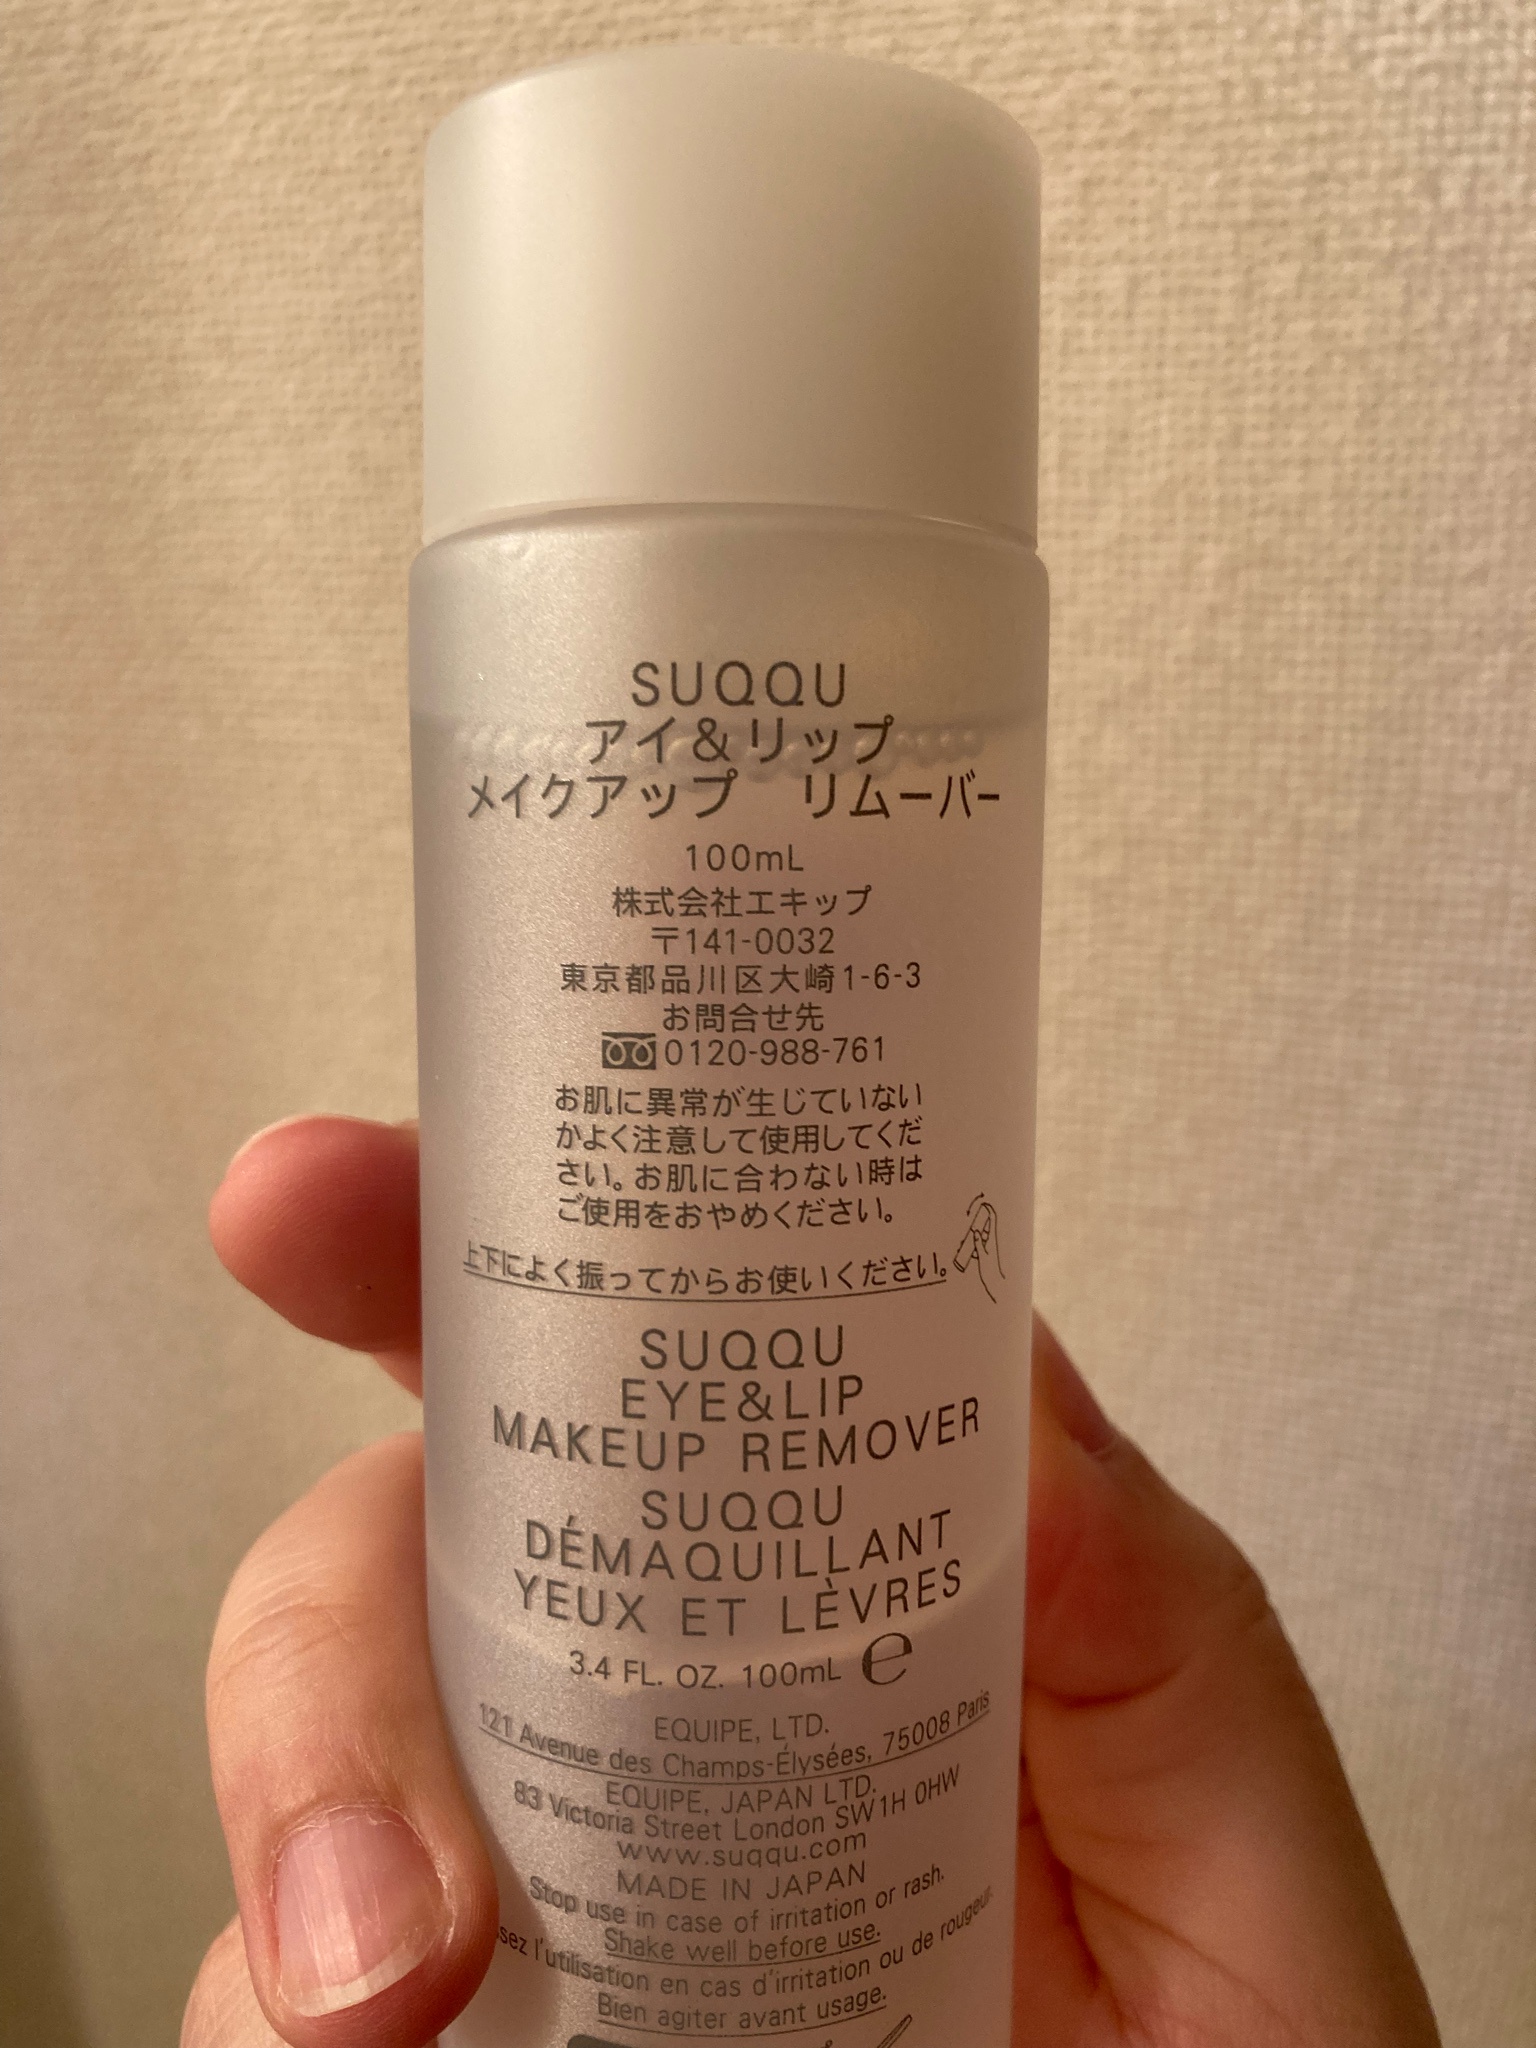 SUQQU
アイ&リップ
メイクアップ　リムーバー
100mL
株式会社エキップ
〒141-0032
東京都品川区大崎1-6-3
お問合せ先
0120-988-761
お肌に異常が生じていない
かよく注意して使用してくだ
さい。お肌に合わない時は
ご使用をおやめください。
上下によく振ってからお使いください。
SUQQU
EYE&LIP
MAKEUP REMOVER
SUQQU
DÉMAQUILLANT
YEUX ET LÈVRES
3.4 FL. OZ. 100mL ℮
EQUIPE, LTD.
121 Avenue des Champs-Élysées, 75008 Paris
EQUIPE, JAPAN LTD.
83 Victoria Street London SW1H 0HW
www.suqqu.com
MADE IN JAPAN
Stop use in case of irritation or rash.
Shake well before use.
l'utilisation en cas d'irritation ou de rougeur.
Bien agiter avant usage.